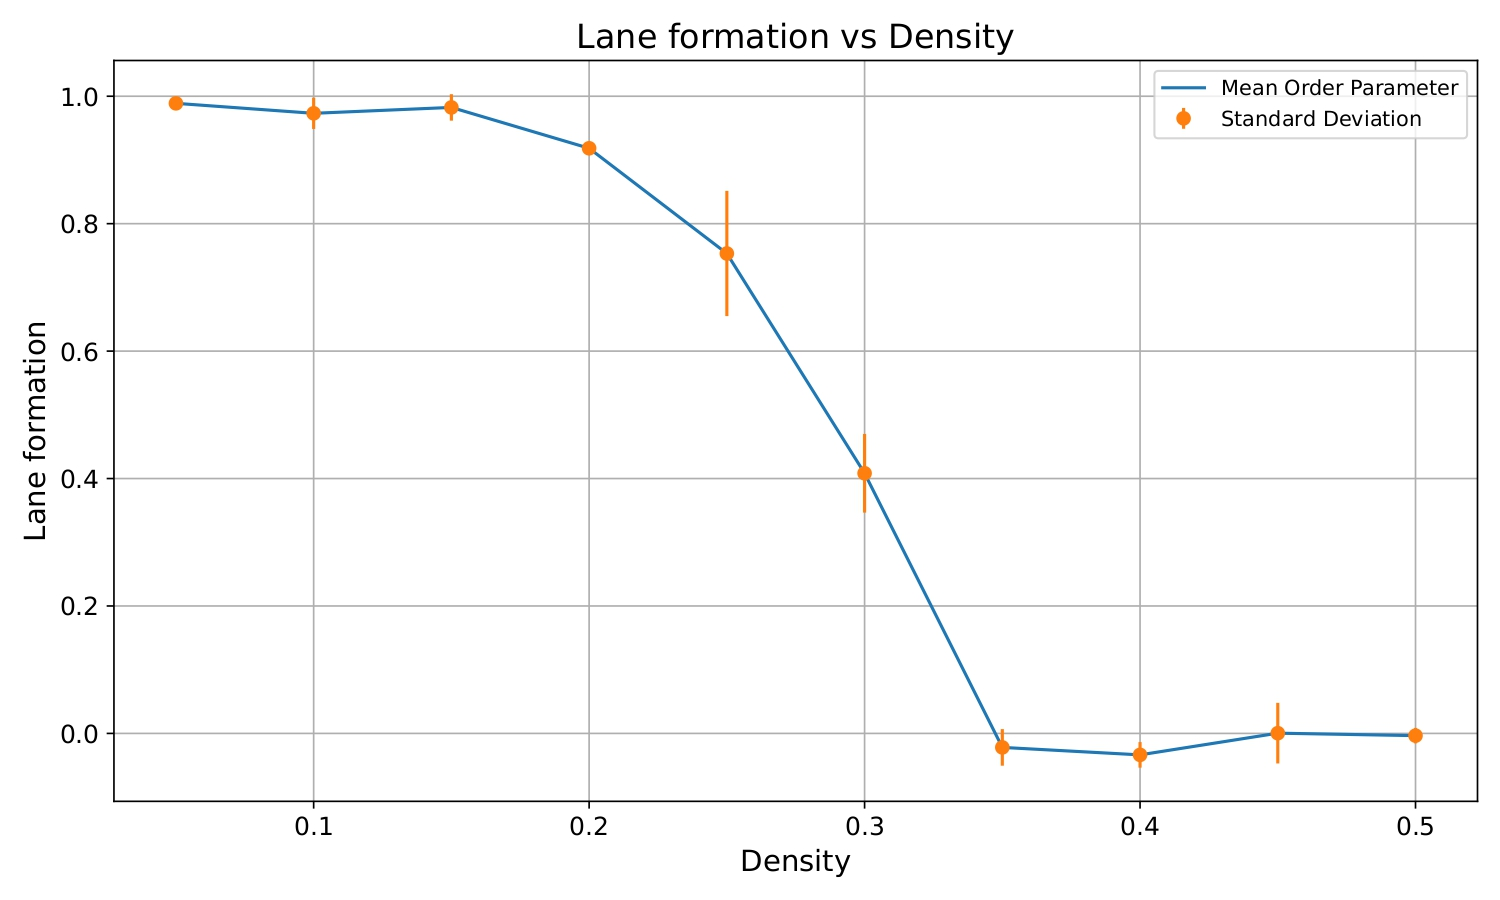 Lane formation vs Density
Mean Order Parameter
Standard Deviation
Lane formation
1.0
0.8
0.6
0.4
0.2
0.0
0.1 0.2 0.3 0.4 0.5
Density